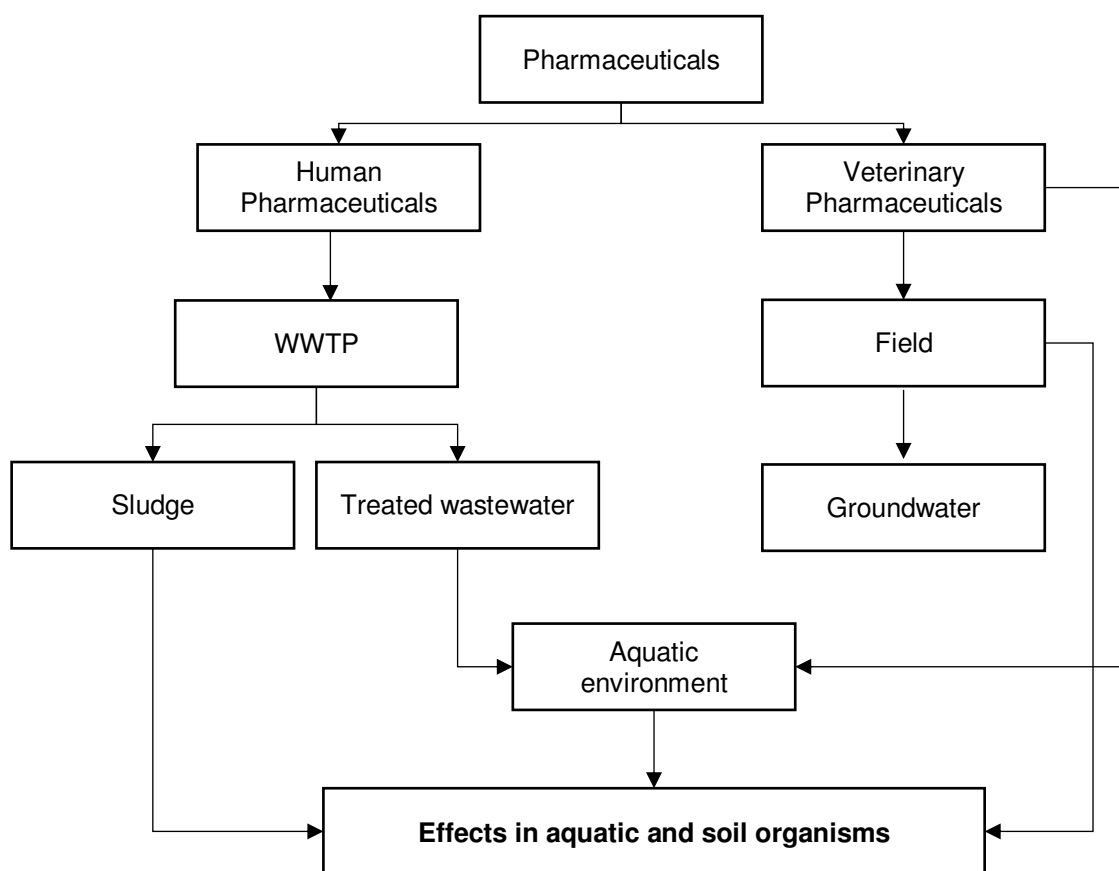 Pharmaceuticals
Human
Pharmaceuticals
Veterinary
Pharmaceuticals
WWTP
Field
Sludge
Treated wastewater
Groundwater
Aquatic
environment
Effects in aquatic and soil organisms